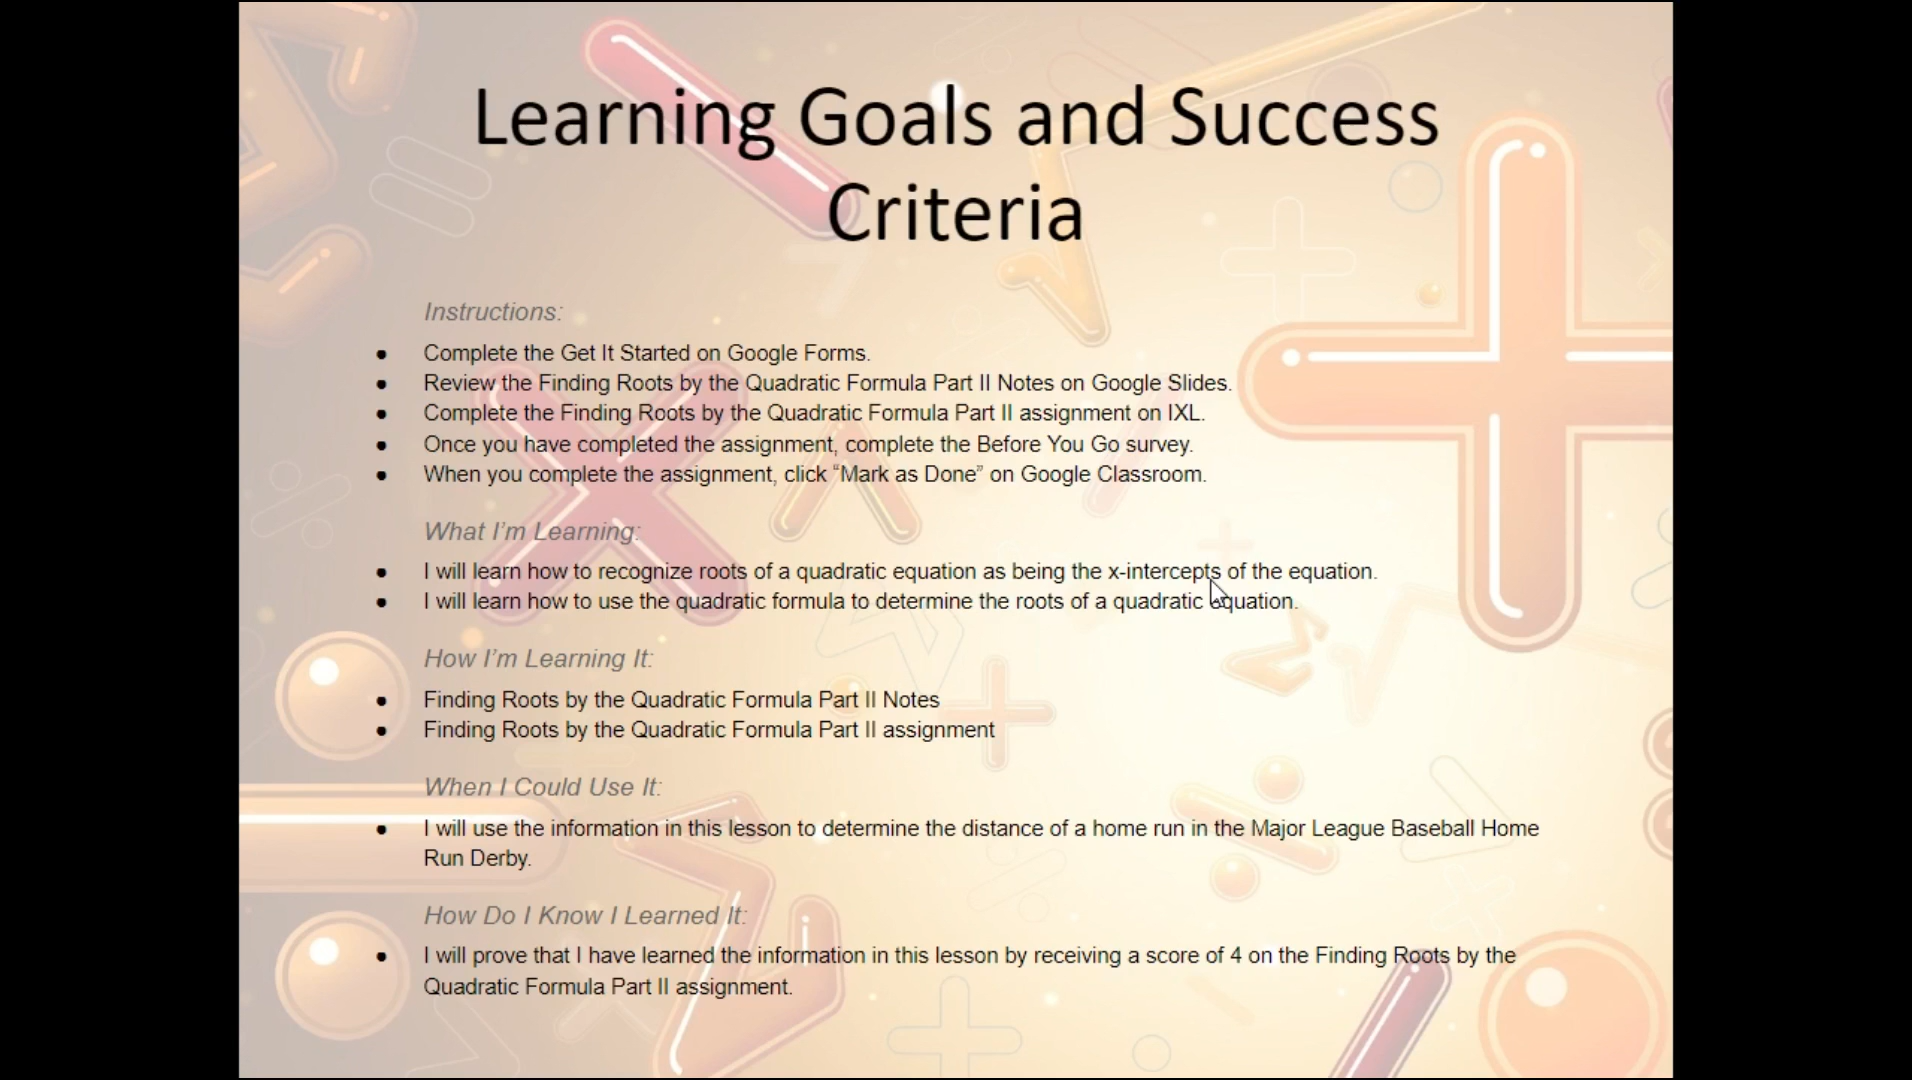 Learning Goals and Success
Criteria
Instructions:
● Complete the Get It Started on Google Forms.
● Review the Finding Roots by the Quadratic Formula Part II Notes on Google Slides.
● Complete the Finding Roots by the Quadratic Formula Part II assignment on IXL.
● Once you have completed the assignment, complete the Before You Go survey.
● When you complete the assignment, click “Mark as Done” on Google Classroom.
What I’m Learning:
● I will learn how to recognize roots of a quadratic equation as being the x-intercepts of the equation.
● I will learn how to use the quadratic formula to determine the roots of a quadratic equation.
How I’m Learning It:
● Finding Roots by the Quadratic Formula Part II Notes
● Finding Roots by the Quadratic Formula Part II assignment
When I Could Use It:
● I will use the information in this lesson to determine the distance of a home run in the Major League Baseball Home
Run Derby.
How Do I Know I Learned It:
● I will prove that I have learned the information in this lesson by receiving a score of 4 on the Finding Roots by the
Quadratic Formula Part II assignment.